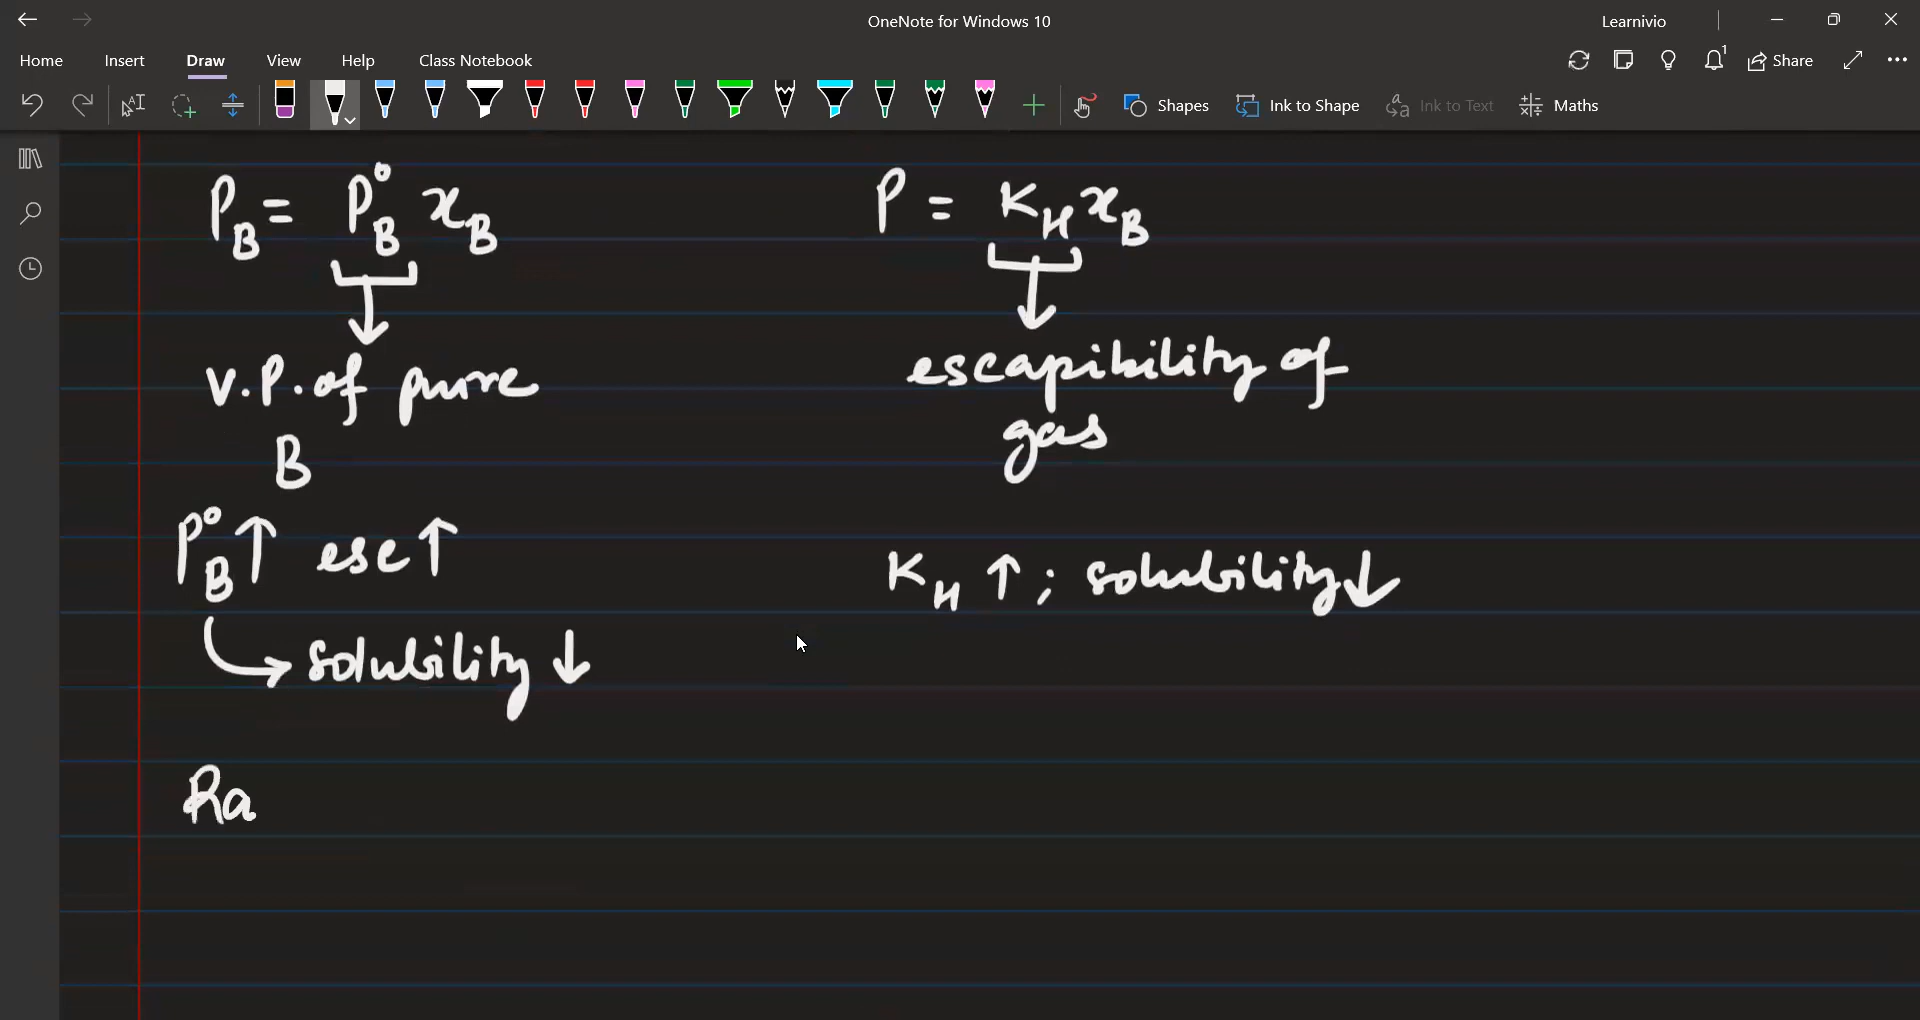 OneNote for Windows 10
Learnivio
Home Insert Draw View Help Class Notebook
1
Share
Shapes Ink to Shape Ink to Text Maths
P_B = P°_B x_B
P = K_H x_B
V.P. of pure
B
escapibility of
gas
P°_B ↑ esc ↑
K_H ↑ ; solubility ↓
→ solubility ↓
Ra